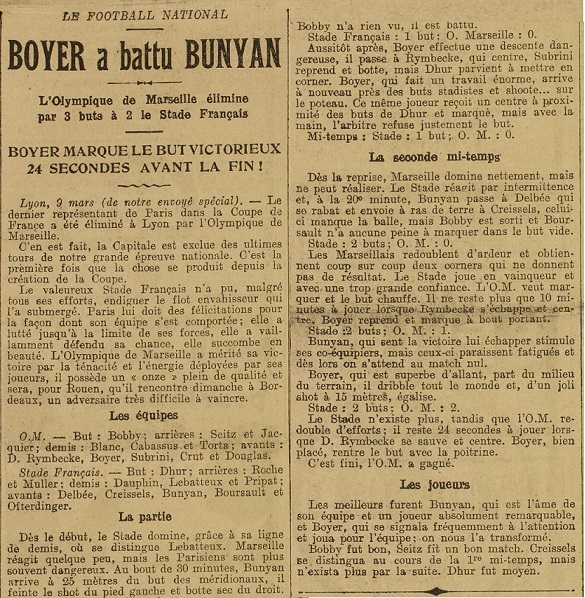 LE FOOTBALL NATIONAL
BOYER a battu BUNYAN
L'Olympique de Marseille élimine
par 3 buts à 2 le Stade Français
BOYER MARQUE LE BUT VICTORIEUX
24 SECONDES AVANT LA FIN !
Lyon, 9 mars (de notre envoyé spécial). — Le
dernier représentant de Paris dans la Coupe de
France a été éliminé à Lyon par l'Olympique de
Marseille.
C'en est fait, la Capitale est exclue des ultimes
tours de notre grande épreuve nationale. C'est la
première fois que la chose se produit depuis la
création de la Coupe.
Le valeureux Stade Français n'a pu, malgré
tous ses efforts, endiguer le flot envahisseur qui
l'a submergé. Paris lui doit des félicitations pour
la façon dont son équipe s'est comportée ; elle a
lutté jusqu'à la limite de ses forces, elle a vail-
lamment défendu sa chance, elle succombe en
beauté. L'Olympique de Marseille a mérité sa vic-
toire par la ténacité et l'énergie déployées par ses
joueurs, il possède un « onze » plein de qualité et
sera, pour Rouen, qu'il rencontre dimanche à Bor-
deaux, un adversaire très difficile à vaincre.
Les équipes
O.M. — But : Bobby ; arrières : Seitz et Jac-
quier ; demis : Blanc, Cabassus et Torta ; avants :
D. Rymbecke, Boyer, Subrini, Crut et Douglas.
Stade Français. — But : Dhur ; arrières : Roche
et Muller ; demis : Dauphin, Lebatteux et Pripat ;
avants : Delbée, Creissels, Bunyan, Boursault et
Ofterdinger.
La partie
Dès le début, le Stade domine, grâce à sa ligne
de demis, où se distingue Lebatteux. Marseille
réagit quelque peu, mais les Parisiens sont plus
souvent dangereux. Au bout de 30 minutes, Bunyan
arrive à 25 mètres du but des méridionaux, il
feinte le shot du pied gauche et botte sec du droit.
Bobby n'a rien vu, il est battu.
Stade Français : 1 but ; O. Marseille : 0.
Aussitôt après, Boyer effectue une descente dan-
gereuse, il passe à Rymbecke, qui centre, Subrini
reprend et botte, mais Dhur parvient à mettre en
corner. Boyer, qui fait un travail énorme, arrive
à nouveau près des buts stadistes et shoote... sur
le poteau. Ce même joueur reçoit un centre à proxi-
mité des buts de Dhur et marque, mais avec la
main, l'arbitre refuse justement le but.
Mi-temps : Stade : 1 but ; O. M. : 0.
La seconde mi-temps
Dès la reprise, Marseille domine nettement, mais
ne peut réaliser. Le Stade réagit par intermittence
et, à la 20e minute, Bunyan passe à Delbée qui
se rabat et envoie à ras de terre à Creissels, celui-
ci manque la balle, mais Bobby est sorti et Bour-
sault n'a aucune peine à marquer dans le but vide.
Stade : 2 buts ; O. M. : 0.
Les Marseillais redoublent d'ardeur et obtien-
nent coup sur coup deux corners qui ne donnent
pas de résultat. Le Stade joue en vainqueur et
avec une trop grande confiance. L'O.M. veut mar-
quer et le but chauffe. Il ne reste plus que 10 mi-
nutes à jouer lorsque Rymbecke s'échappe et cen-
tre, Boyer reprend et marque à bout portant.
Stade : 2 buts ; O. M. : 1.
Bunyan, qui sent la victoire lui échapper stimule
ses co-équipiers, mais ceux-ci paraissent fatigués et
dès lors on s'attend au match nul.
Boyer, qui est superbe d'allant, part du milieu
du terrain, il dribble tout le monde et, d'un joli
shot à 15 mètres, égalise.
Stade : 2 buts ; O. M. : 2.
Le Stade n'existe plus, tandis que l'O.M. re-
double d'efforts ; il reste 24 secondes à jouer lors-
que D. Rymbecke se sauve et centre. Boyer, bien
placé, rentre le but avec la poitrine.
C'est fini, l'O.M. a gagné.
Les joueurs
Les meilleurs furent Bunyan, qui est l'âme de
son équipe et un joueur absolument remarquable,
et Boyer, qui se signala fréquemment à l'attention
et joua pour l'équipe ; on nous l'a transformé.
Bobby fut bon, Seitz fit un bon match. Creissels
se distingua au cours de la 1re mi-temps, mais
n'exista plus par la suite. Dhur fut moyen.